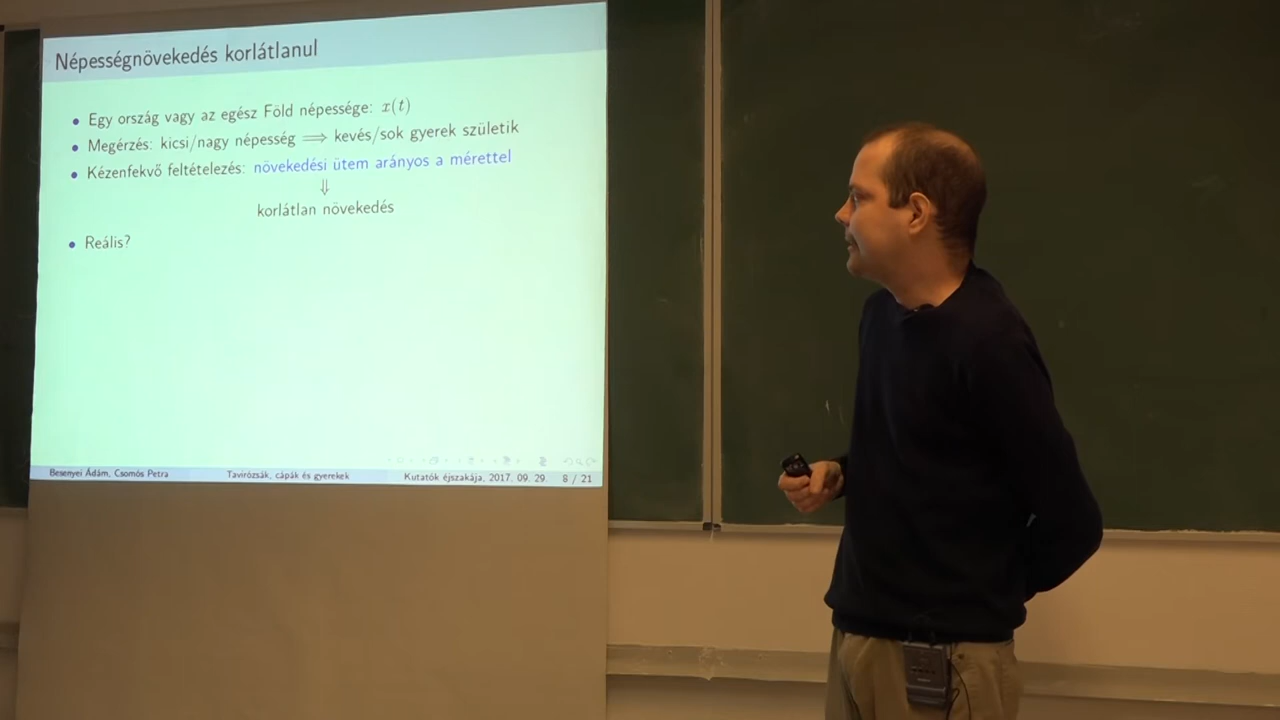 Népességnövekedés korlátlanul
Egy ország vagy az egész Föld népessége: x(t)
Megérzés: kicsi/nagy népesség ⟹ kevés/sok gyerek születik
Kézenfekvő feltételezés: növekedési ütem arányos a mérettel
⇓
korlátlan növekedés
Reális?
Besenyei Ádám, Csomós Petra Tavirózsák, cápák és gyerekek Kutatók éjszakája, 2017. 09. 29. 8 / 21